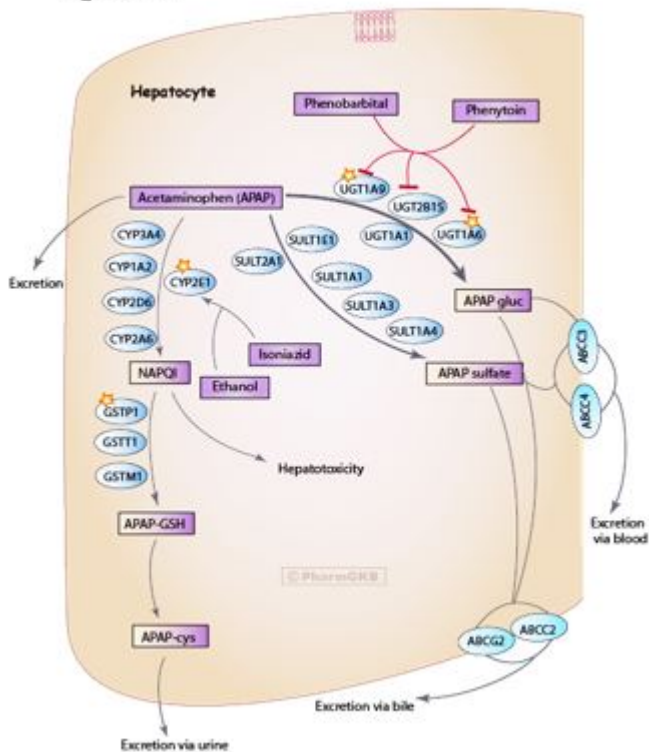 Hepatocyte
Phenobarbital
Phenytoin
UGT1A9
UGT2B15
UGT1A6
UGT1A1
Acetaminophen (APAP)
CYP3A4
CYP1A2
CYP2D6
CYP2A6
CYP2E1
SULT2A1
SULT1E1
SULT1A1
SULT1A3
SULT1A4
Excretion
APAP gluc
ABCC3
ABCC4
Isoniazid
Ethanol
NAPQI
APAP sulfate
GSTP1
GSTT1
GSTM1
Hepatotoxicity
APAP-GSH
Excretion
via blood
© PharmGKB
APAP-cys
ABCG2
ABCC2
Excretion via bile
Excretion via urine